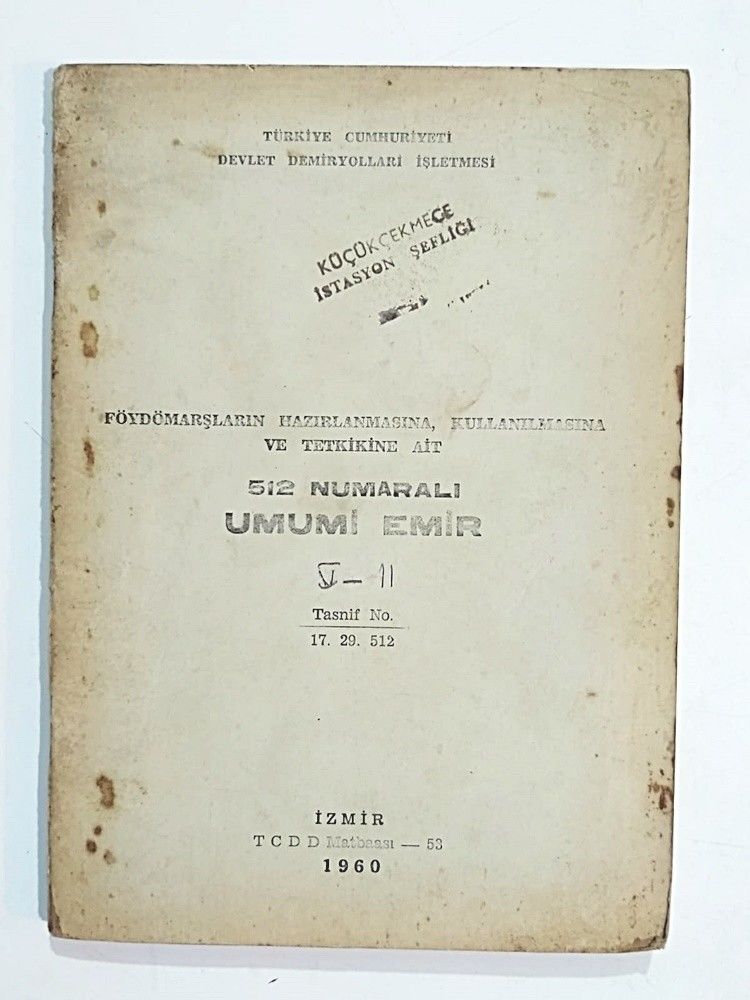 TÜRKİYE CUMHURİYETİ
DEVLET DEMİRYOLLARI İŞLETMESİ
KÜÇÜKÇEKMECE
İSTASYON ŞEFLİĞİ
FÖYDÖMARŞLARIN HAZIRLANMASINA, KULLANILMASINA
VE TETKİKİNE AİT
512 NUMARALI
UMUMİ EMİR
V - 11
Tasnif No.
17. 29. 512
İZMİR
TCDD Matbaası — 53
1960